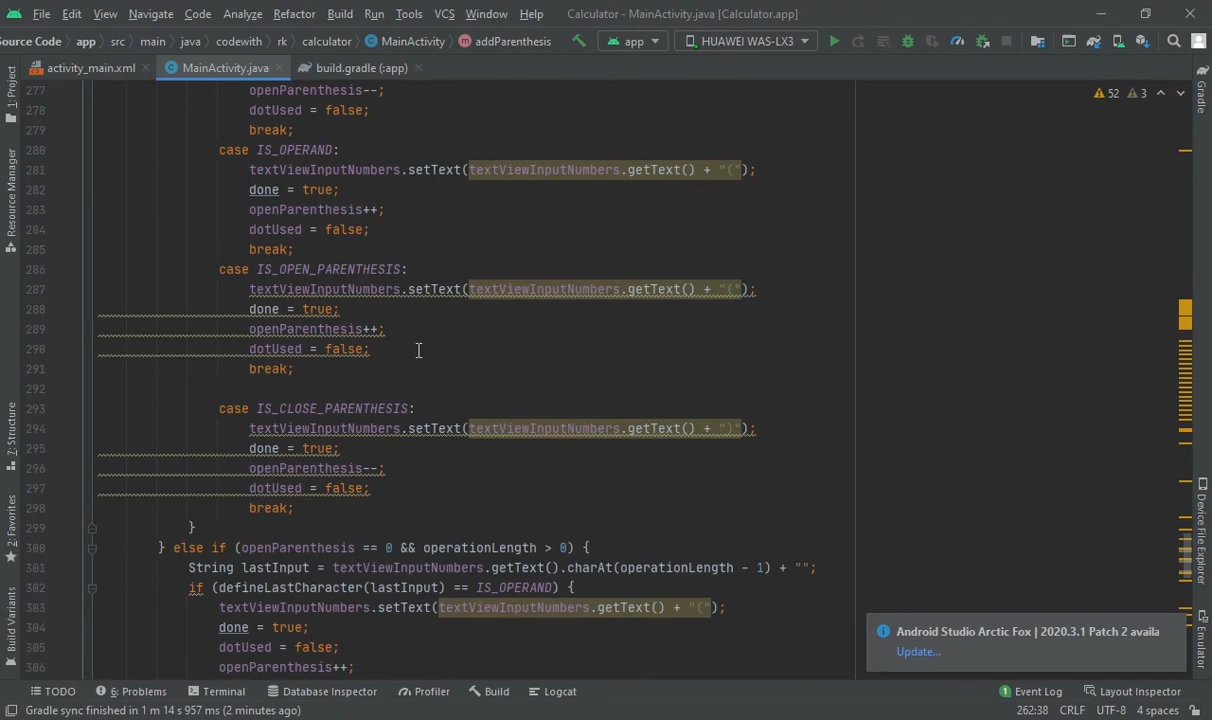 File Edit View Navigate Code Analyze Refactor Build Run Tools VCS Window Help Calculator - MainActivity.java [Calculator.app]
Source Code app src main java codewith rk calculator MainActivity addParenthesis app HUAWEI WAS-LX3
activity_main.xml MainActivity.java build.gradle (:app)
1: Project
Resource Manager
Z: Structure
2: Favorites
Build Variants
277 openParenthesis--;
278 dotUsed = false;
279 break;
280 case IS_OPERAND:
281 textViewInputNumbers.setText(textViewInputNumbers.getText() + "(");
282 done = true;
283 openParenthesis++;
284 dotUsed = false;
285 break;
286 case IS_OPEN_PARENTHESIS:
287 textViewInputNumbers.setText(textViewInputNumbers.getText() + "(");
288 done = true;
289 openParenthesis++;
290 dotUsed = false;
291 break;
292
293 case IS_CLOSE_PARENTHESIS:
294 textViewInputNumbers.setText(textViewInputNumbers.getText() + ")");
295 done = true;
296 openParenthesis--;
297 dotUsed = false;
298 break;
299 }
300 } else if (openParenthesis == 0 && operationLength > 0) {
301 String lastInput = textViewInputNumbers.getText().charAt(operationLength - 1) + "";
302 if (defineLastCharacter(lastInput) == IS_OPERAND) {
303 textViewInputNumbers.setText(textViewInputNumbers.getText() + "(");
304 done = true;
305 dotUsed = false;
306 openParenthesis++;
52 3
Gradle
Device File Explorer
Emulator
Android Studio Arctic Fox | 2020.3.1 Patch 2 availa
Update...
TODO 6: Problems Terminal Database Inspector Profiler Build Logcat 1 Event Log Layout Inspector
Gradle sync finished in 1 m 14 s 957 ms (2 minutes ago) 262:38 CRLF UTF-8 4 spaces